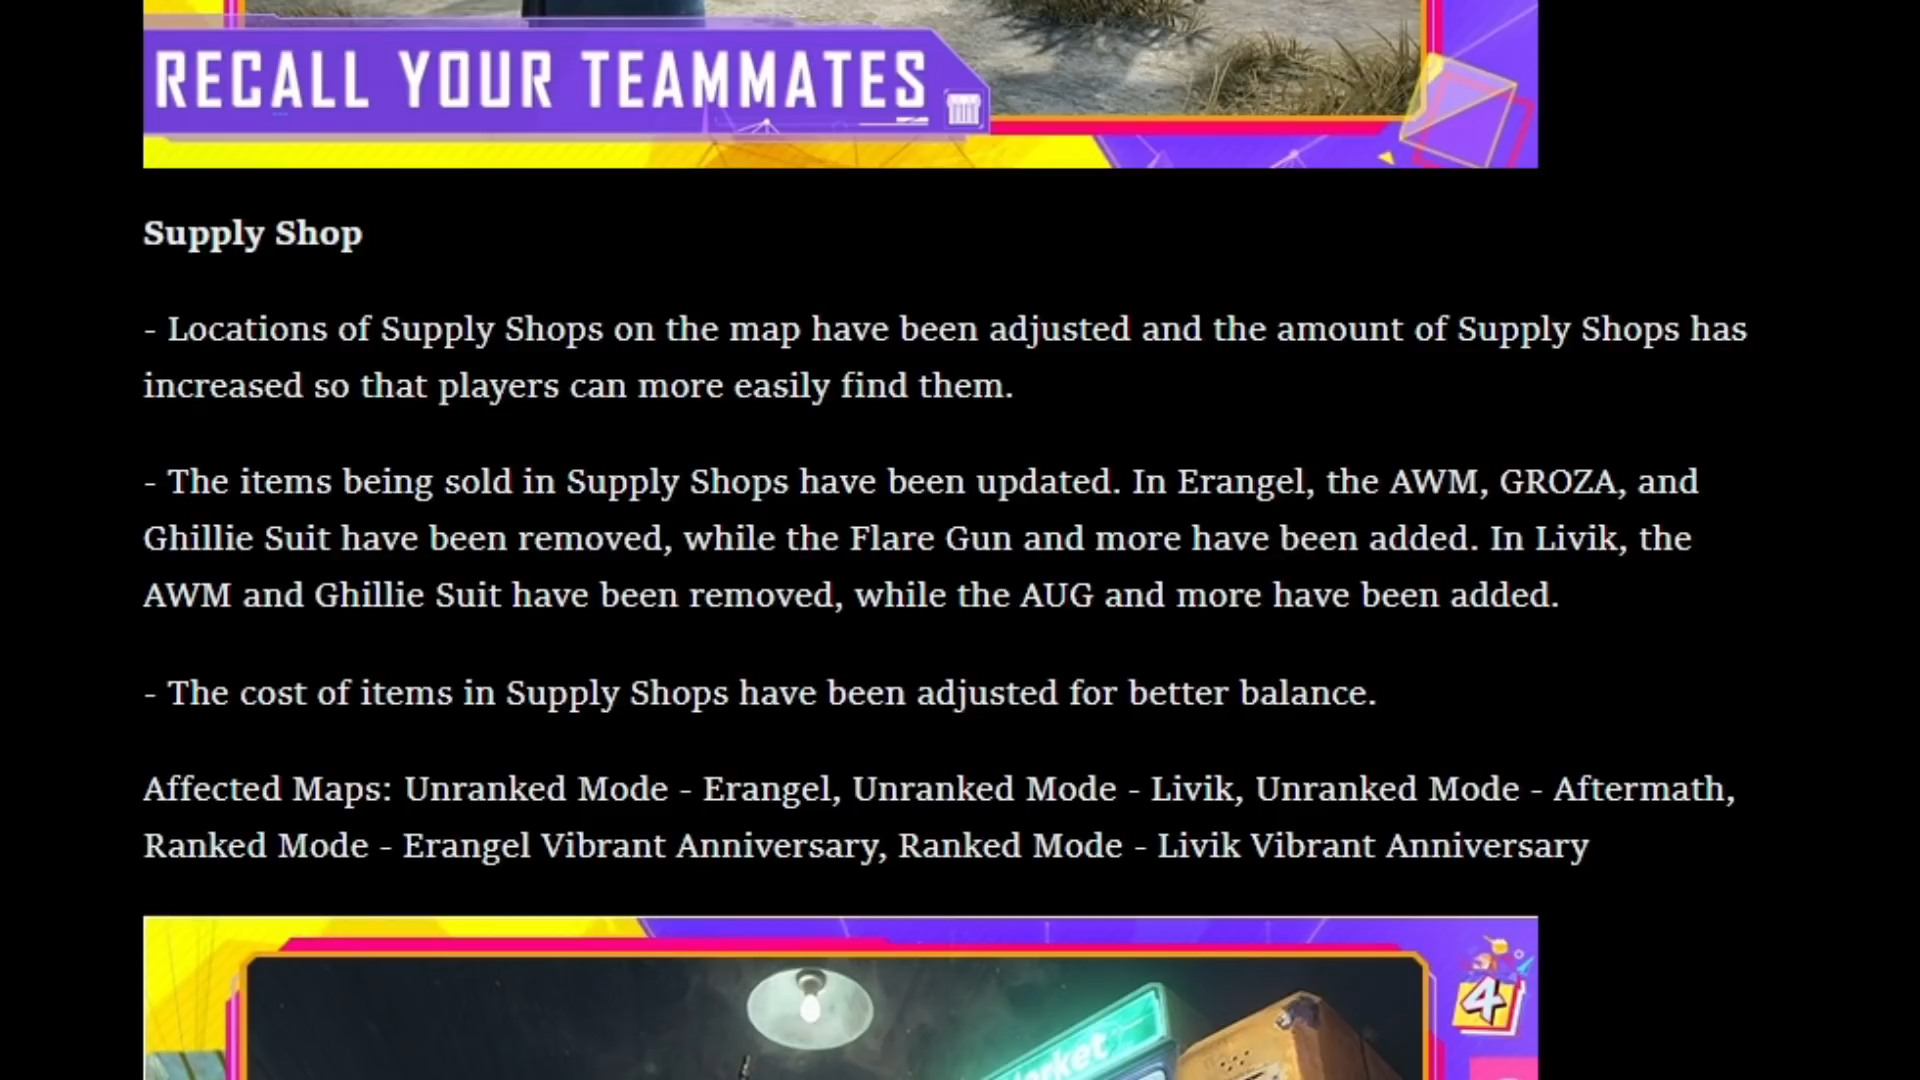 RECALL YOUR TEAMMATES
Supply Shop
- Locations of Supply Shops on the map have been adjusted and the amount of Supply Shops has
increased so that players can more easily find them.
- The items being sold in Supply Shops have been updated. In Erangel, the AWM, GROZA, and
Ghillie Suit have been removed, while the Flare Gun and more have been added. In Livik, the
AWM and Ghillie Suit have been removed, while the AUG and more have been added.
- The cost of items in Supply Shops have been adjusted for better balance.
Affected Maps: Unranked Mode - Erangel, Unranked Mode - Livik, Unranked Mode - Aftermath,
Ranked Mode - Erangel Vibrant Anniversary, Ranked Mode - Livik Vibrant Anniversary
4